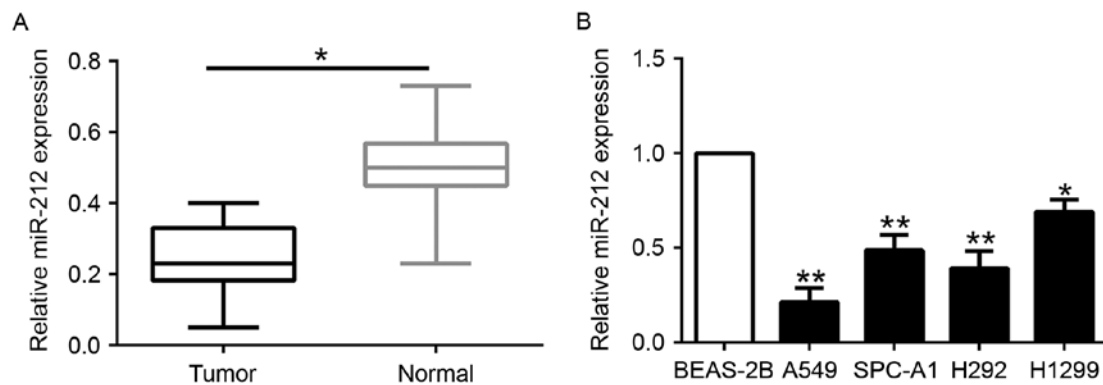 A
Relative miR-212 expression
0.8
0.6
0.4
0.2
0.0
*
Tumor Normal
B
Relative miR-212 expression
1.5
1.0
0.5
0.0
** ** ** *
BEAS-2B A549 SPC-A1 H292 H1299